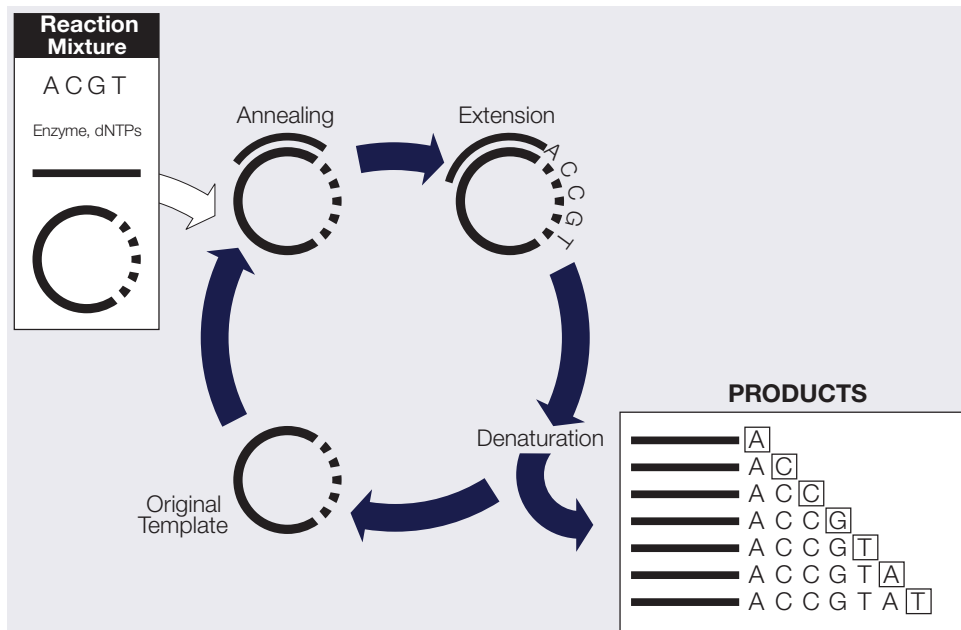 Reaction
Mixture
A C G T
Enzyme, dNTPs
Annealing
Extension
A C C G T
Denaturation
Original
Template
PRODUCTS
A
A C
A C C
A C C G
A C C G T
A C C G T A
A C C G T A T